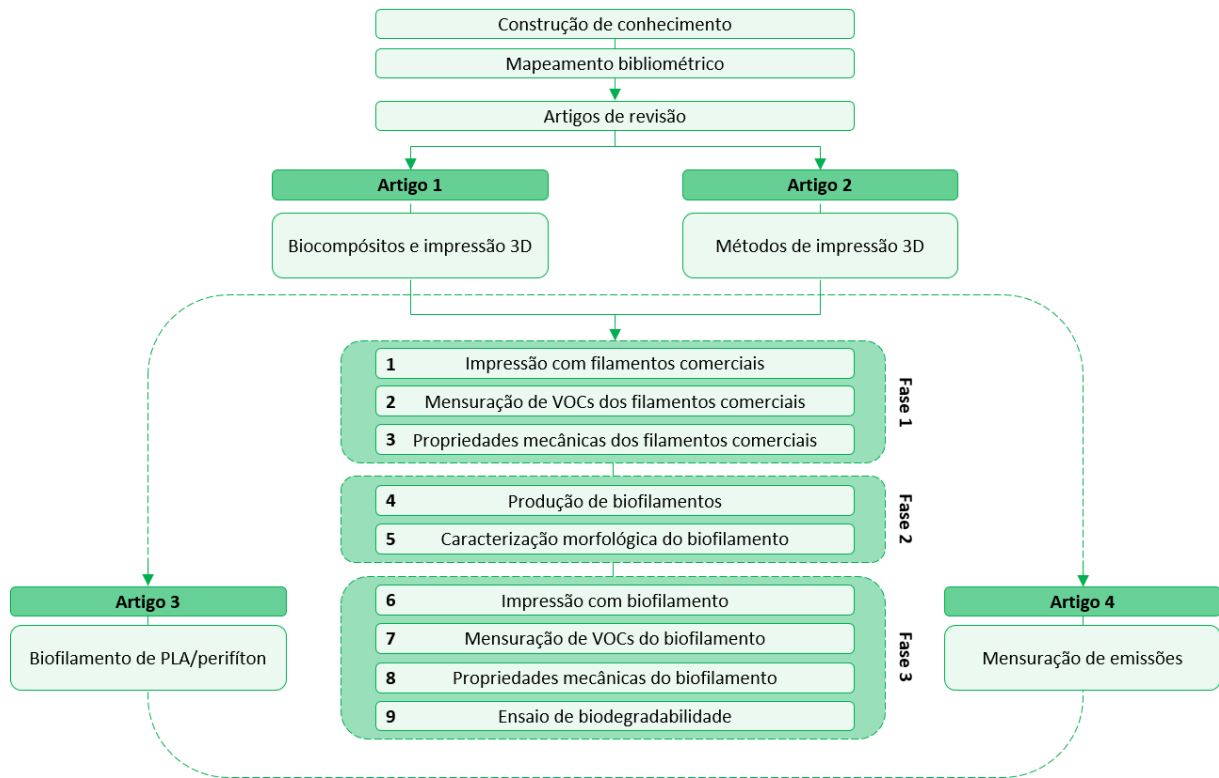 Construção de conhecimento
Mapeamento bibliométrico
Artigos de revisão
Artigo 1
Artigo 2
Biocompósitos e impressão 3D
Métodos de impressão 3D
1 Impressão com filamentos comerciais
2 Mensuração de VOCs dos filamentos comerciais
3 Propriedades mecânicas dos filamentos comerciais
Fase 1
4 Produção de biofilamentos
5 Caracterização morfológica do biofilamento
Fase 2
Artigo 3
Biofilamento de PLA/perifíton
6 Impressão com biofilamento
7 Mensuração de VOCs do biofilamento
8 Propriedades mecânicas do biofilamento
9 Ensaio de biodegradabilidade
Fase 3
Artigo 4
Mensuração de emissões